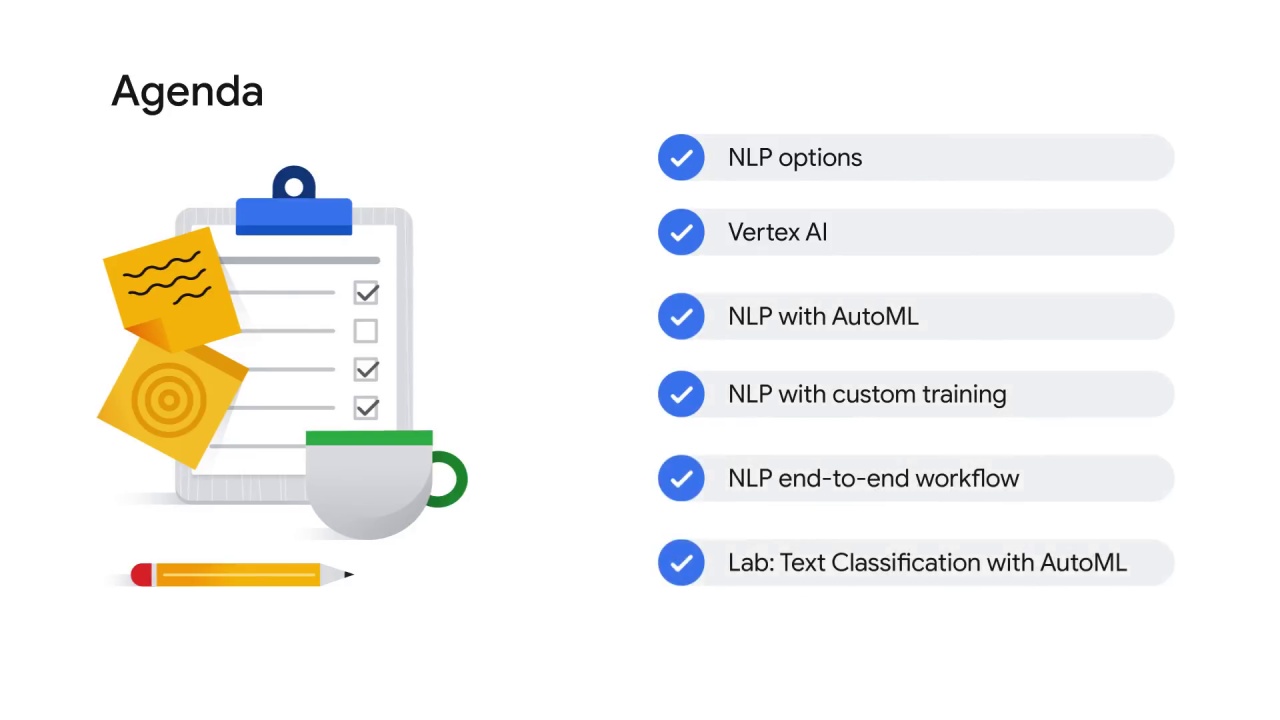 Agenda
NLP options
Vertex AI
NLP with AutoML
NLP with custom training
NLP end-to-end workflow
Lab: Text Classification with AutoML